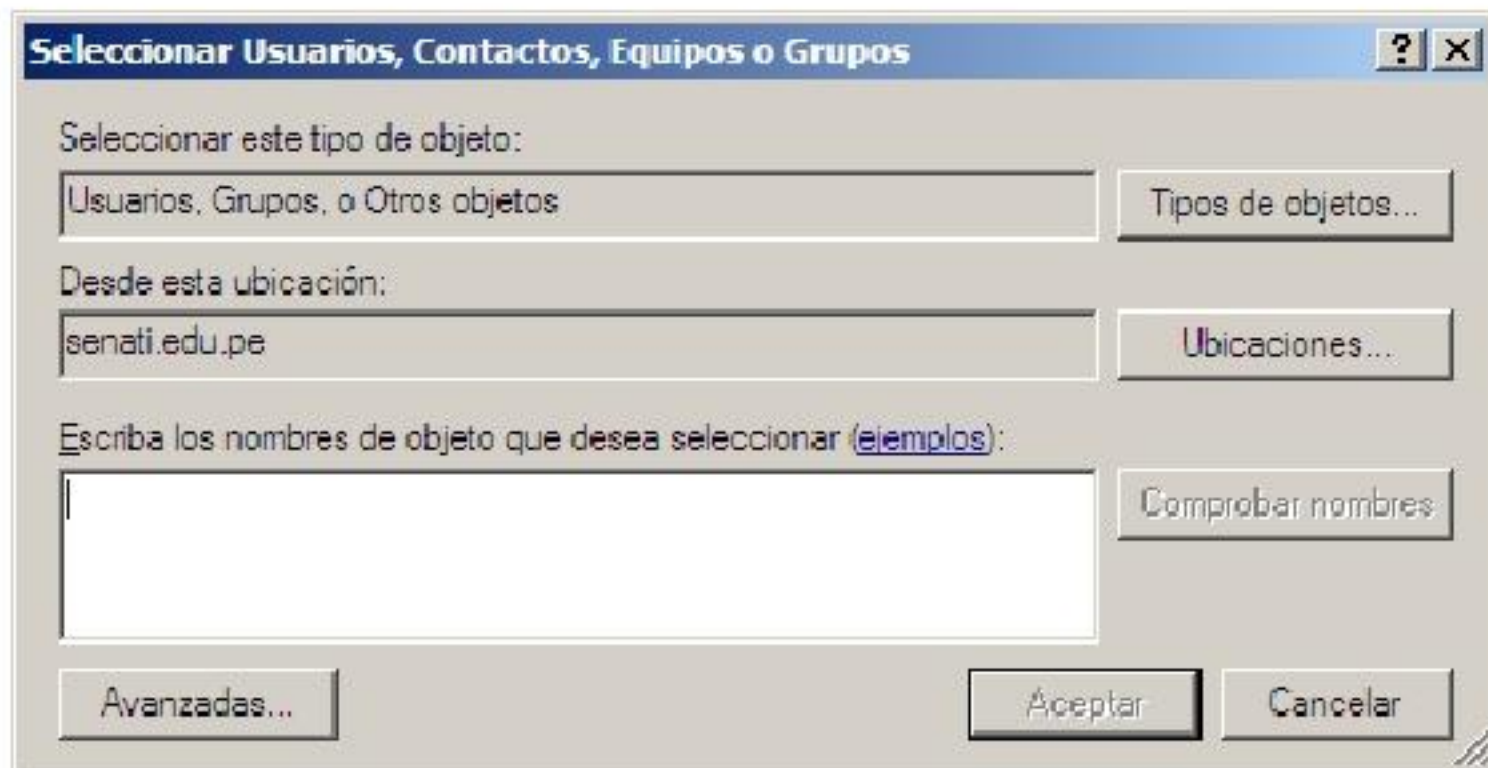 Seleccionar Usuarios, Contactos, Equipos o Grupos
Seleccionar este tipo de objeto:
Usuarios, Grupos, o Otros objetos
Tipos de objetos...
Desde esta ubicación:
senati.edu.pe
Ubicaciones...
Escriba los nombres de objeto que desea seleccionar (ejemplos):
Comprobar nombres
Avanzadas...
Aceptar
Cancelar